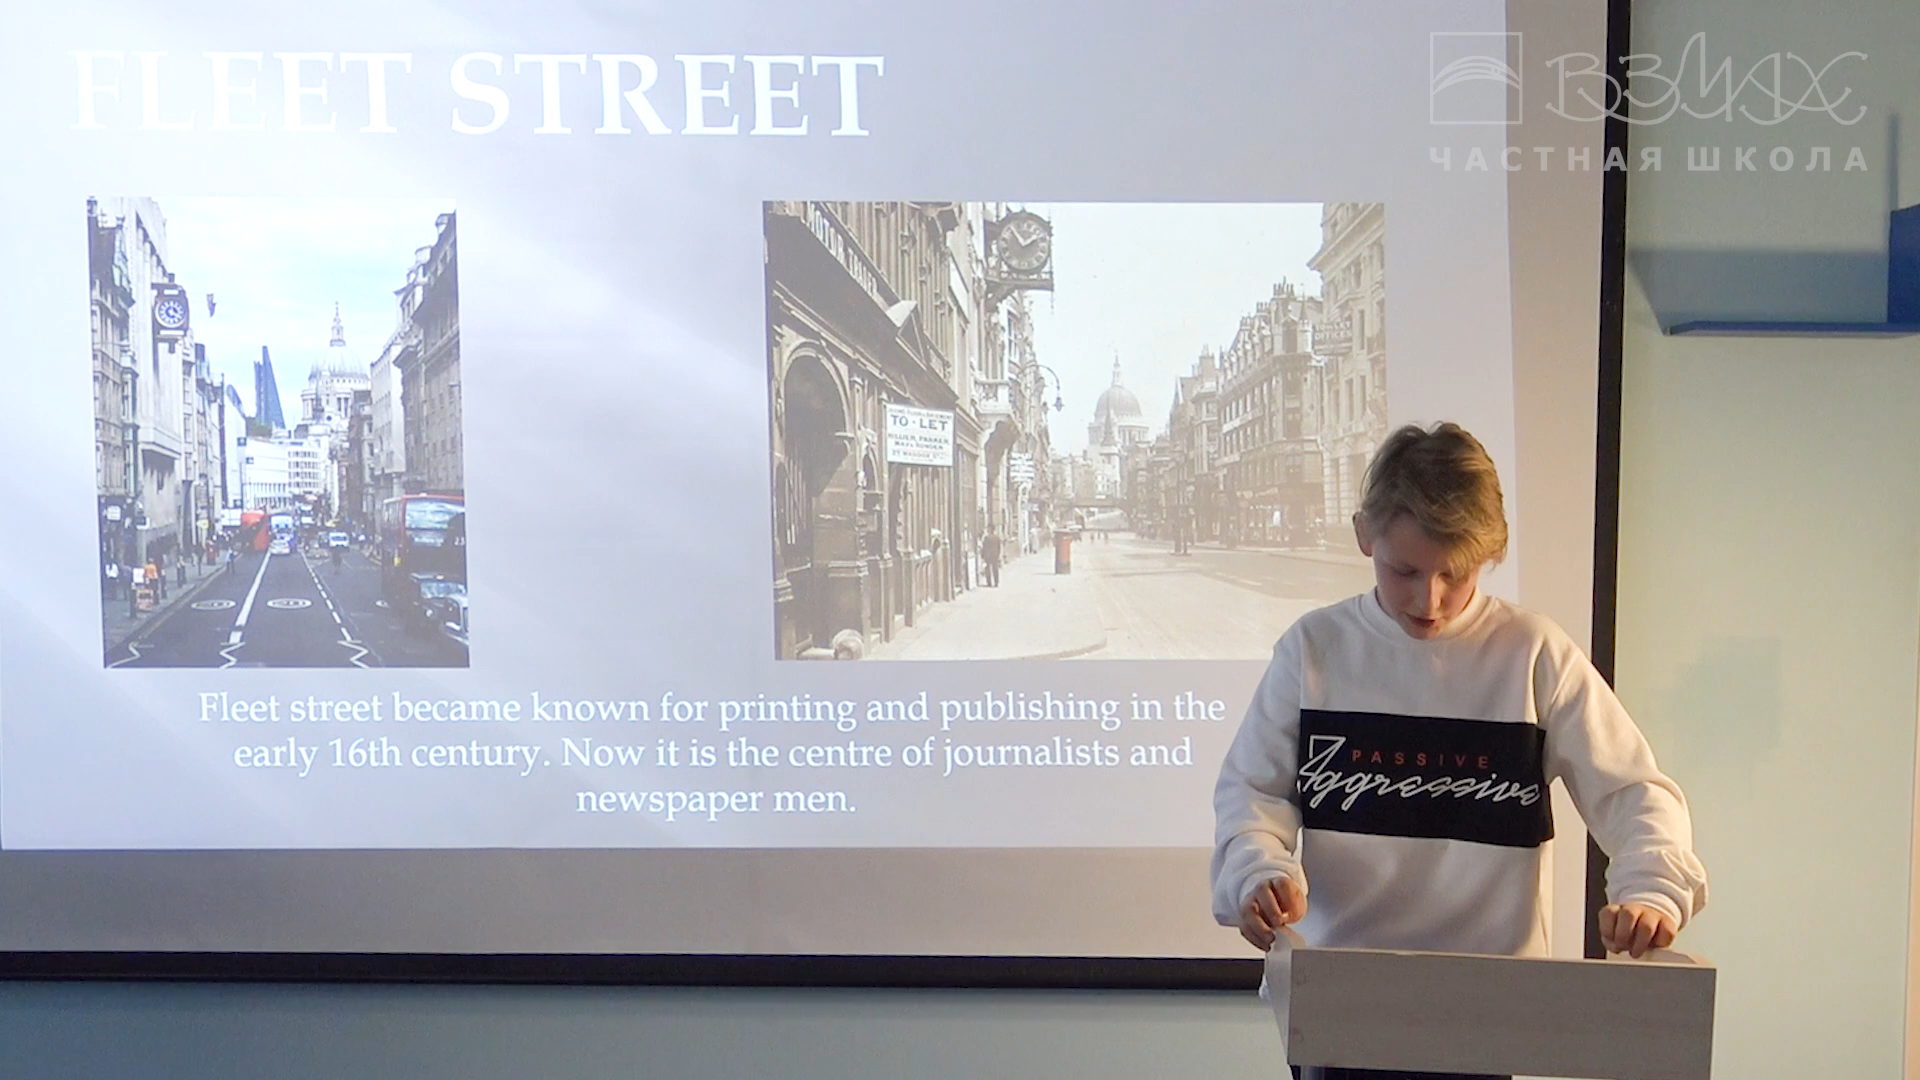 FLEET STREET
ВЗМАХ
ЧАСТНАЯ ШКОЛА
TO · LET
Fleet street became known for printing and publishing in the
early 16th century. Now it is the centre of journalists and
newspaper men.
PASSIVE
Aggressive